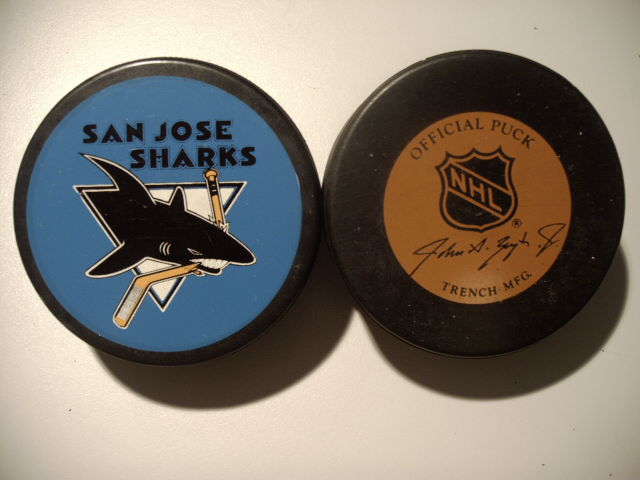 SAN JOSE
SHARKS
OFFICIAL PUCK
NHL
®
TRENCH MFG.